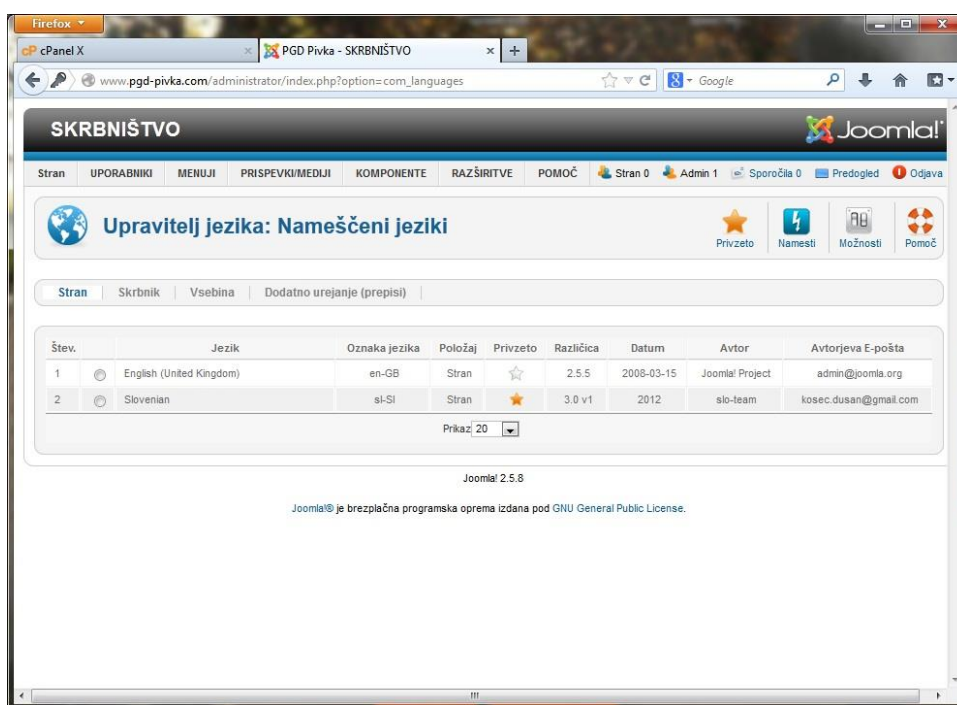 Firefox
cP cPanel X
PGD Pivka - SKRBNIŠTVO
www.pgd-pivka.com/administrator/index.php?option=com_languages
Google
SKRBNIŠTVO
Joomla!
Stran UPORABNIKI MENUJI PRISPEVKI/MEDIJI KOMPONENTE RAZŠIRITVE POMOČ Stran 0 Admin 1 Sporočila 0 Predogled Odjava
Upravitelj jezika: Nameščeni jeziki
Privzeto Namesti Možnosti Pomoč
Stran Skrbnik Vsebina Dodatno urejanje (prepisi)
Štev. Jezik Oznaka jezika Položaj Privzeto Različica Datum Avtor Avtorjeva E-pošta
1 English (United Kingdom) en-GB Stran 2.5.5 2008-03-15 Joomla! Project admin@joomla.org
2 Slovenian sl-SI Stran 3.0 v1 2012 slo-team kosec.dusan@gmail.com
Prikaz 20
Joomla! 2.5.8
Joomla!® je brezplačna programska oprema izdana pod GNU General Public License.